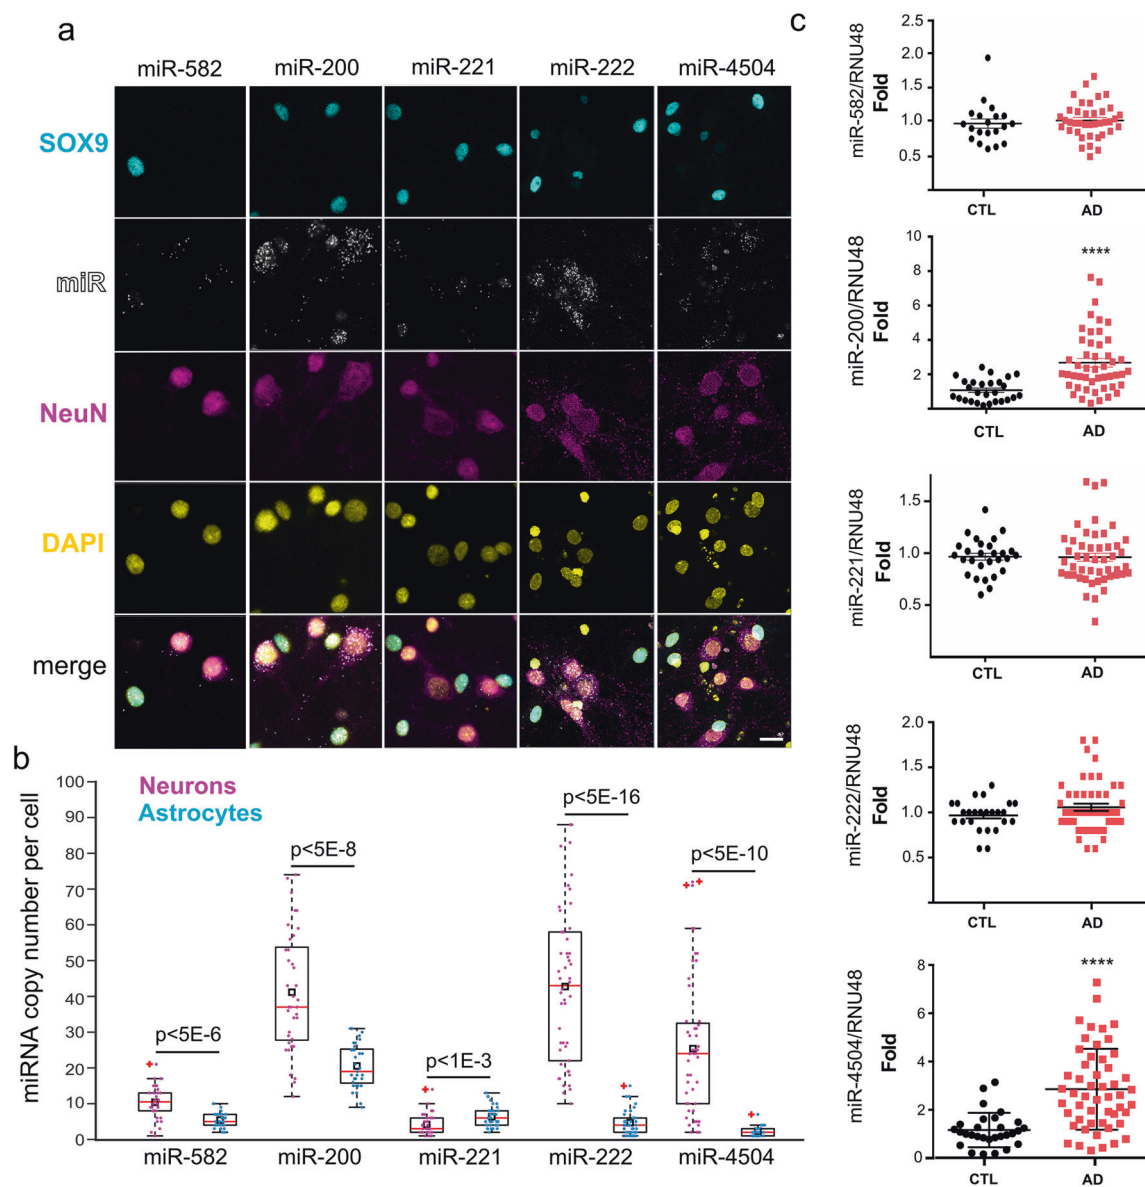 a
miR-582 miR-200 miR-221 miR-222 miR-4504
SOX9
miR
NeuN
DAPI
merge
b
Neurons
Astrocytes
miRNA copy number per cell
100
90
80
70
60
50
40
30
20
10
0
p<5E-6
p<5E-8
p<1E-3
p<5E-16
p<5E-10
miR-582 miR-200 miR-221 miR-222 miR-4504
c
miR-582/RNU48
Fold
2.5
2.0
1.5
1.0
0.5
CTL AD
miR-200/RNU48
Fold
10
8
6
4
2
****
CTL AD
miR-221/RNU48
Fold
1.5
1.0
0.5
CTL AD
miR-222/RNU48
Fold
2.0
1.5
1.0
0.5
CTL AD
miR-4504/RNU48
Fold
8
6
4
2
0
****
CTL AD